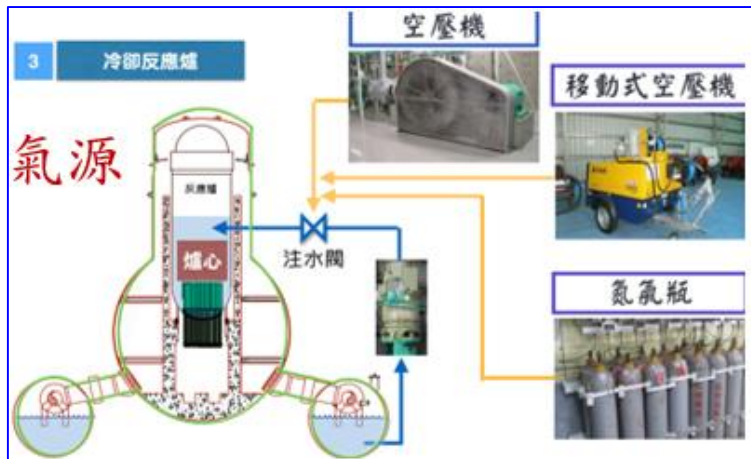 3 冷卻反應爐
空壓機
移動式空壓機
氣源
反應爐
爐心
注水閥
氮氣瓶